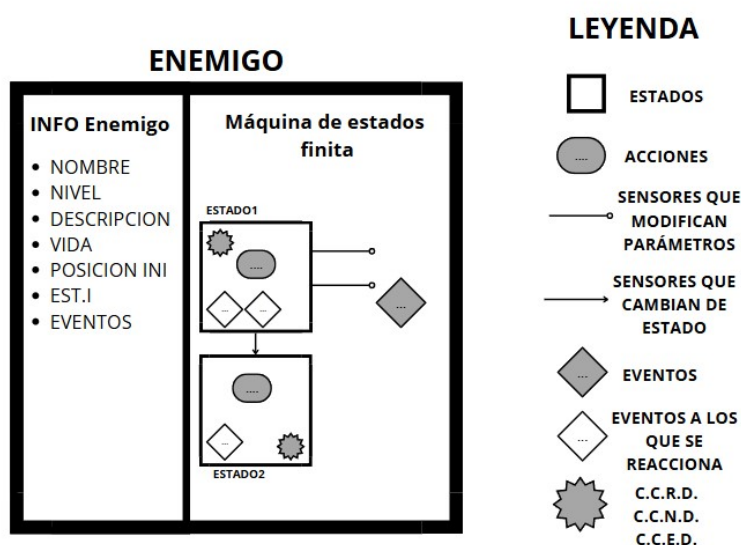 ENEMIGO
INFO Enemigo
• NOMBRE
• NIVEL
• DESCRIPCION
• VIDA
• POSICION INI
• EST.I
• EVENTOS
Máquina de estados
finita
ESTADO1
....
...
...
...
....
...
ESTADO2
LEYENDA
ESTADOS
....
ACCIONES
SENSORES QUE
MODIFICAN
PARÁMETROS
SENSORES QUE
CAMBIAN DE
ESTADO
...
EVENTOS
...
EVENTOS A LOS
QUE SE
REACCIONA
C.C.R.D.
C.C.N.D.
C.C.E.D.